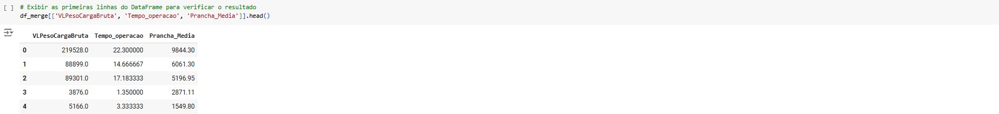 [ ] # Exibir as primeiras linhas do DataFrame para verificar o resultado
df_merge[['VLPesoCargaBruta', 'Tempo_operacao', 'Prancha_Media']].head()
VLPesoCargaBruta Tempo_operacao Prancha_Media
0 219528.0 22.300000 9844.30
1 88899.0 14.666667 6061.30
2 89301.0 17.183333 5196.95
3 3876.0 1.350000 2871.11
4 5166.0 3.333333 1549.80